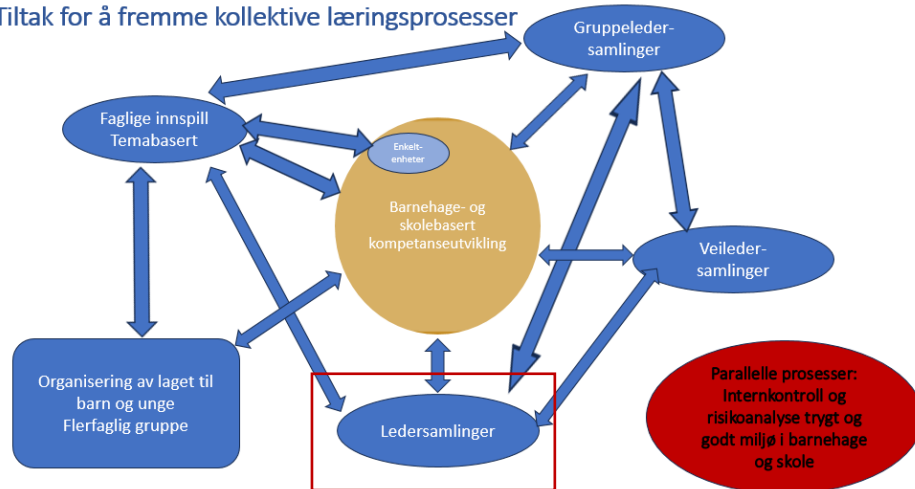 Tiltak for å fremme kollektive læringsprosesser
Gruppeleder-
samlinger
Faglige innspill
Temabasert
Enkelt-
enheter
Barnehage- og
skolebasert
kompetanseutvikling
Veileder-
samlinger
Organisering av laget til
barn og unge
Flerfaglig gruppe
Ledersamlinger
Parallelle prosesser:
Internkontroll og
risikoanalyse trygt og
godt miljø i barnehage
og skole